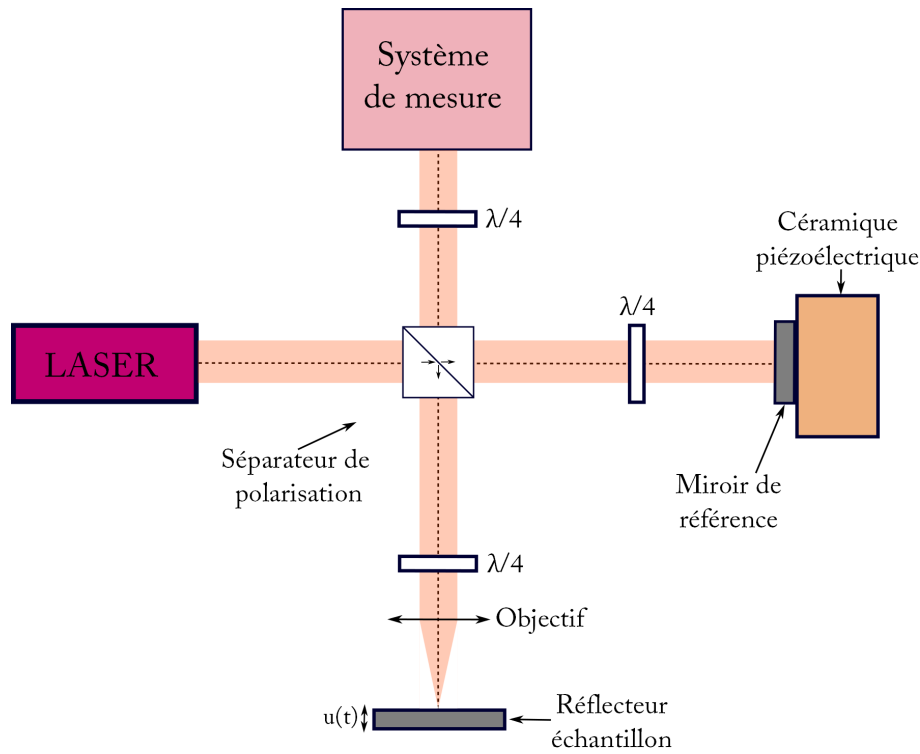 Système
de mesure
λ/4
Céramique
piézoélectrique
λ/4
LASER
Séparateur de
polarisation
Miroir de
référence
λ/4
Objectif
u(t)
Réflecteur
échantillon